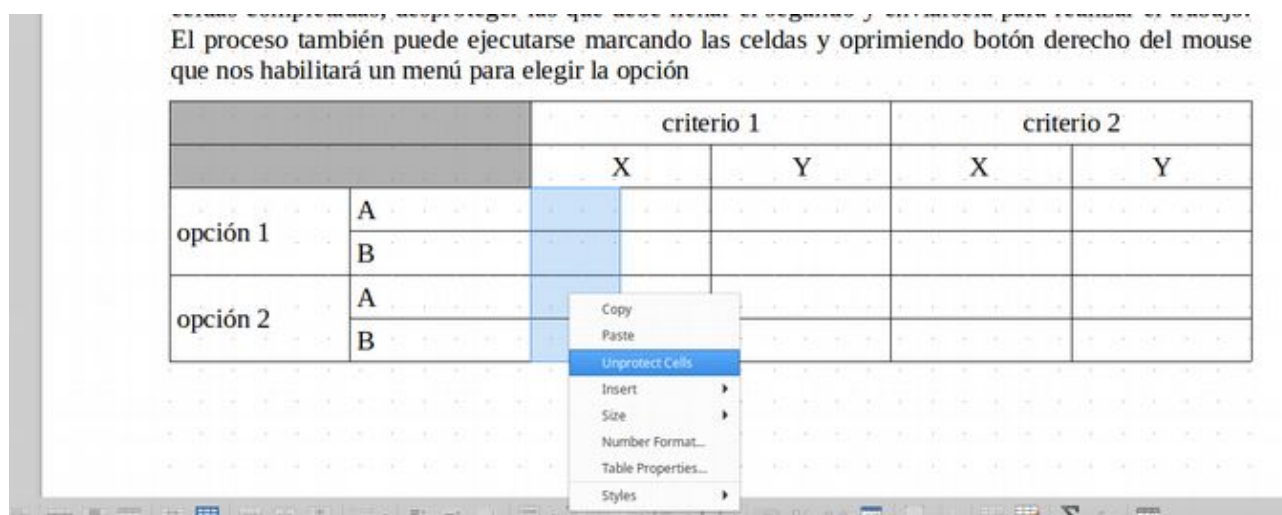 El proceso también puede ejecutarse marcando las celdas y oprimiendo botón derecho del mouse
que nos habilitará un menú para elegir la opción
criterio 1 criterio 2
X Y X Y
opción 1 A
B
opción 2 A
B
Copy
Paste
Unprotect Cells
Insert
Size
Number Format...
Table Properties...
Styles